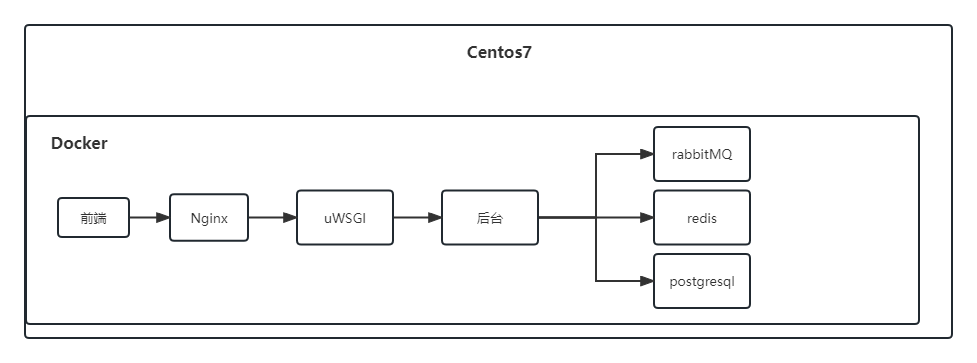 Centos7
Docker
前端
Nginx
uWSGI
后台
rabbitMQ
redis
postgresql